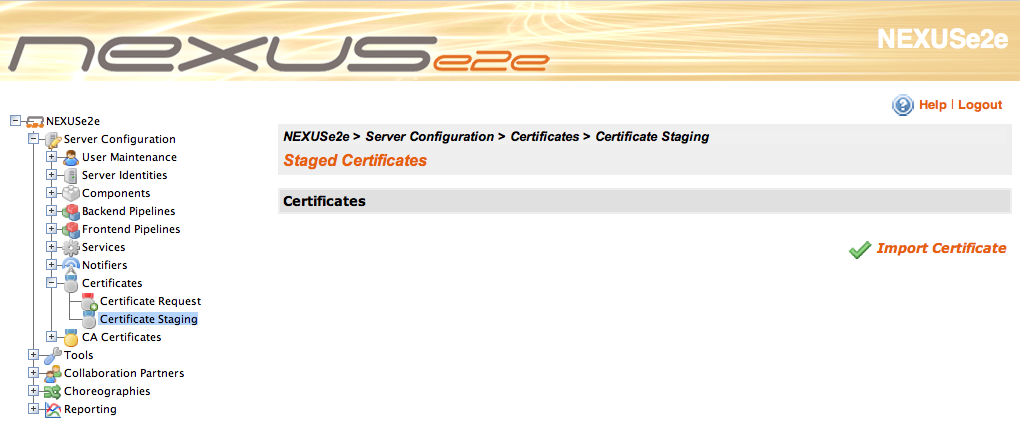 nexus e2e
NEXUSe2e
Help | Logout
NEXUSe2e
Server Configuration
User Maintenance
Server Identities
Components
Backend Pipelines
Frontend Pipelines
Services
Notifiers
Certificates
Certificate Request
Certificate Staging
CA Certificates
Tools
Collaboration Partners
Choreographies
Reporting
NEXUSe2e > Server Configuration > Certificates > Certificate Staging
Staged Certificates
Certificates
Import Certificate